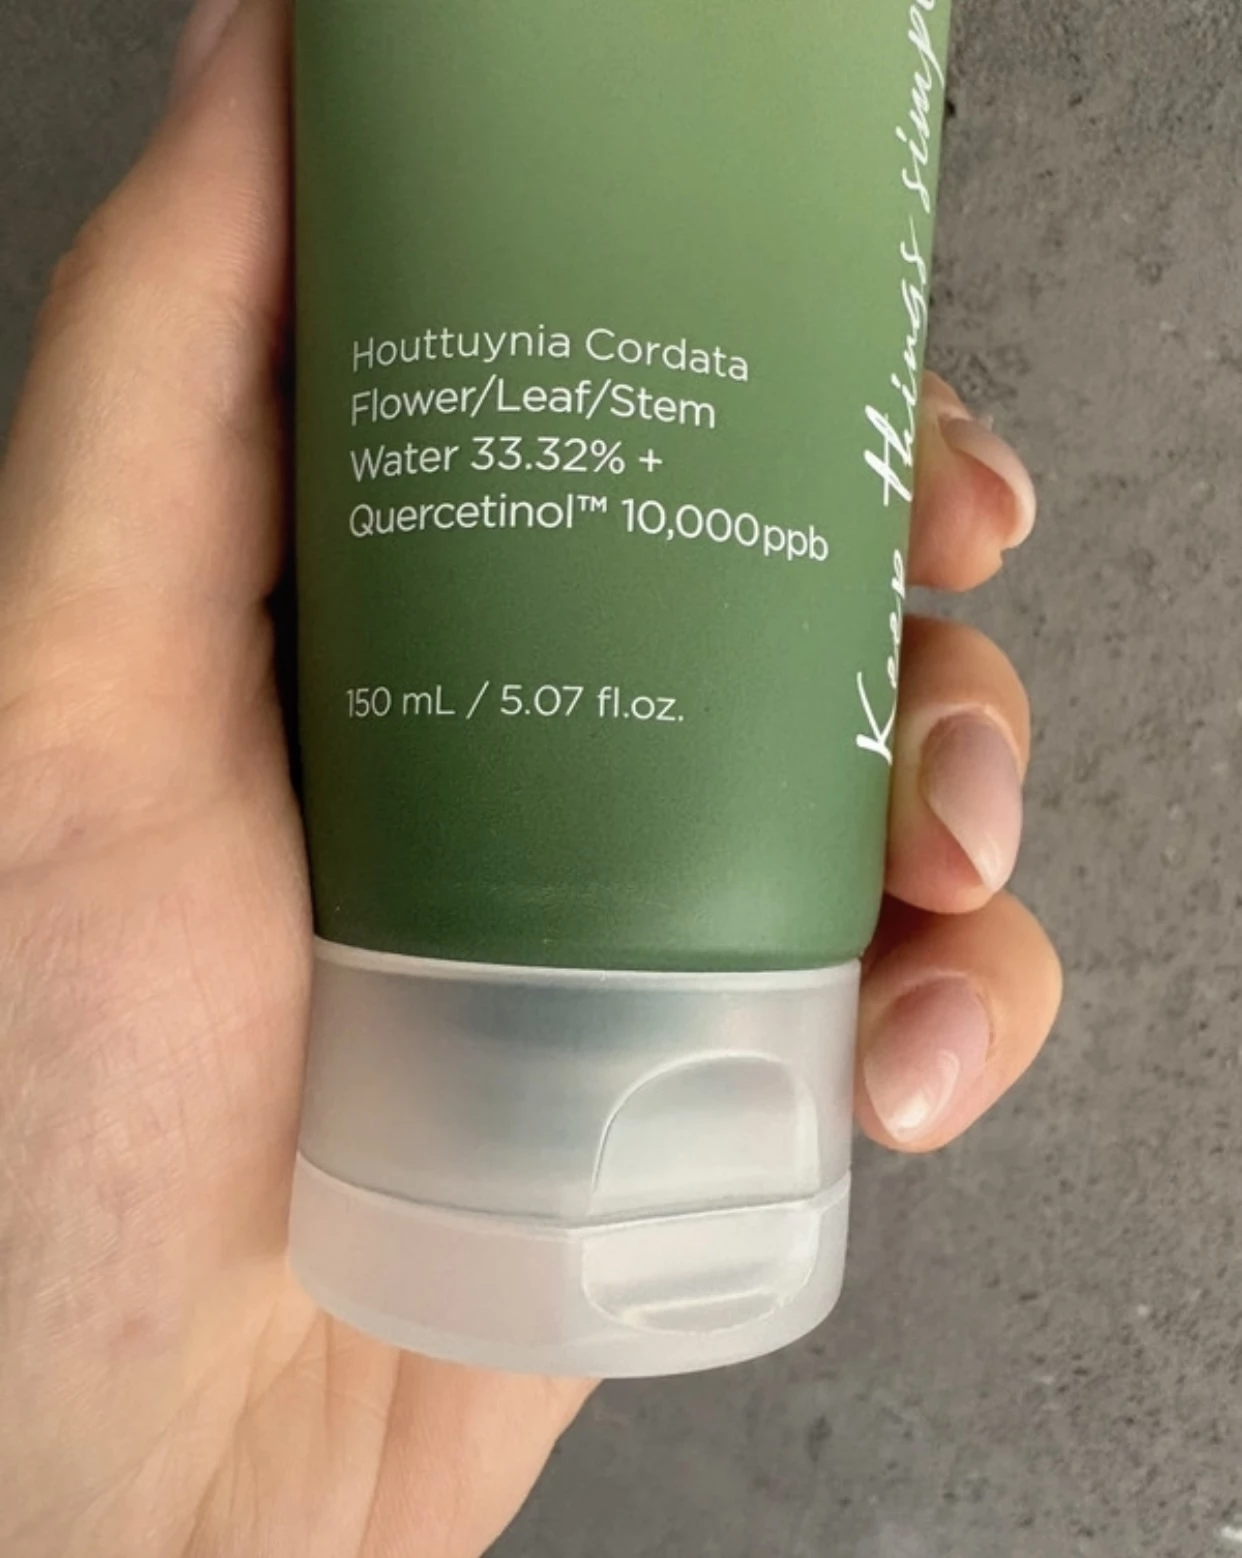 Houttuynia Cordata
Flower/Leaf/Stem
Water 33.32% +
Quercetinol™ 10,000ppb
150 mL / 5.07 fl.oz.
Keep things